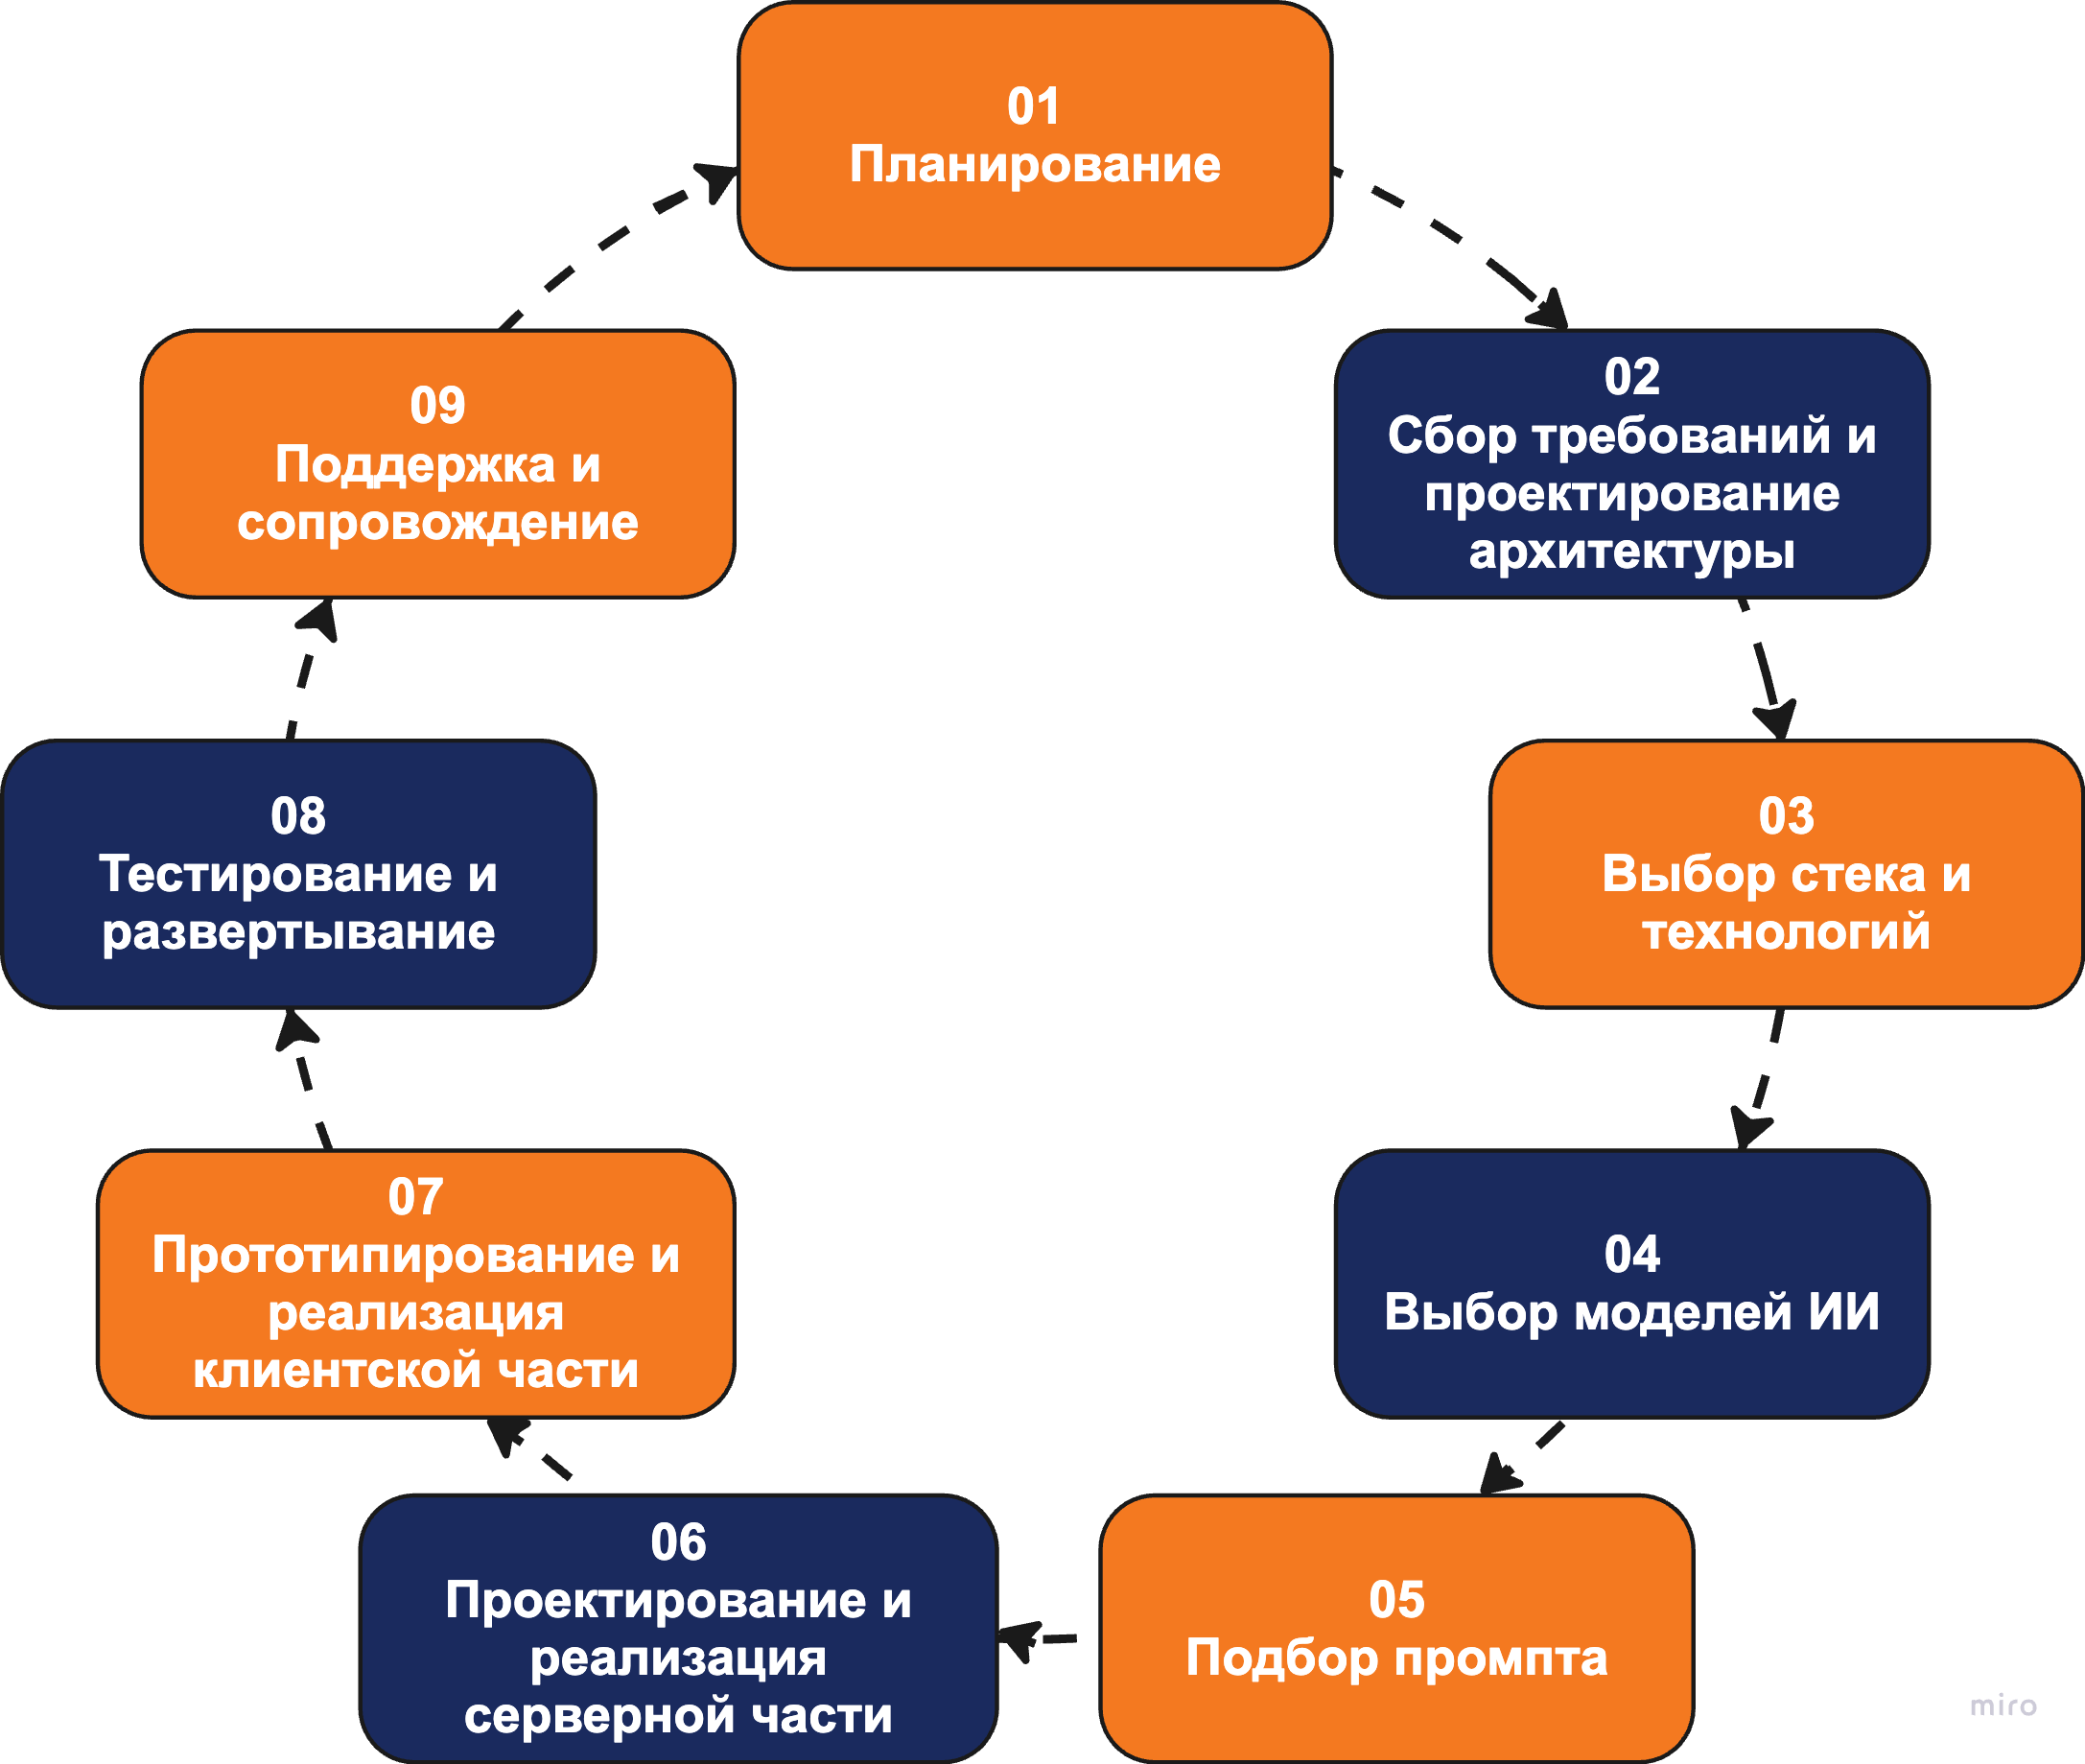 01
Планирование
02
Сбор требований и
проектирование
архитектуры
03
Выбор стека и
технологий
04
Выбор моделей ИИ
05
Подбор промпта
06
Проектирование и
реализация
серверной части
07
Прототипирование и
реализация
клиентской части
08
Тестирование и
развертывание
09
Поддержка и
сопровождение
miro